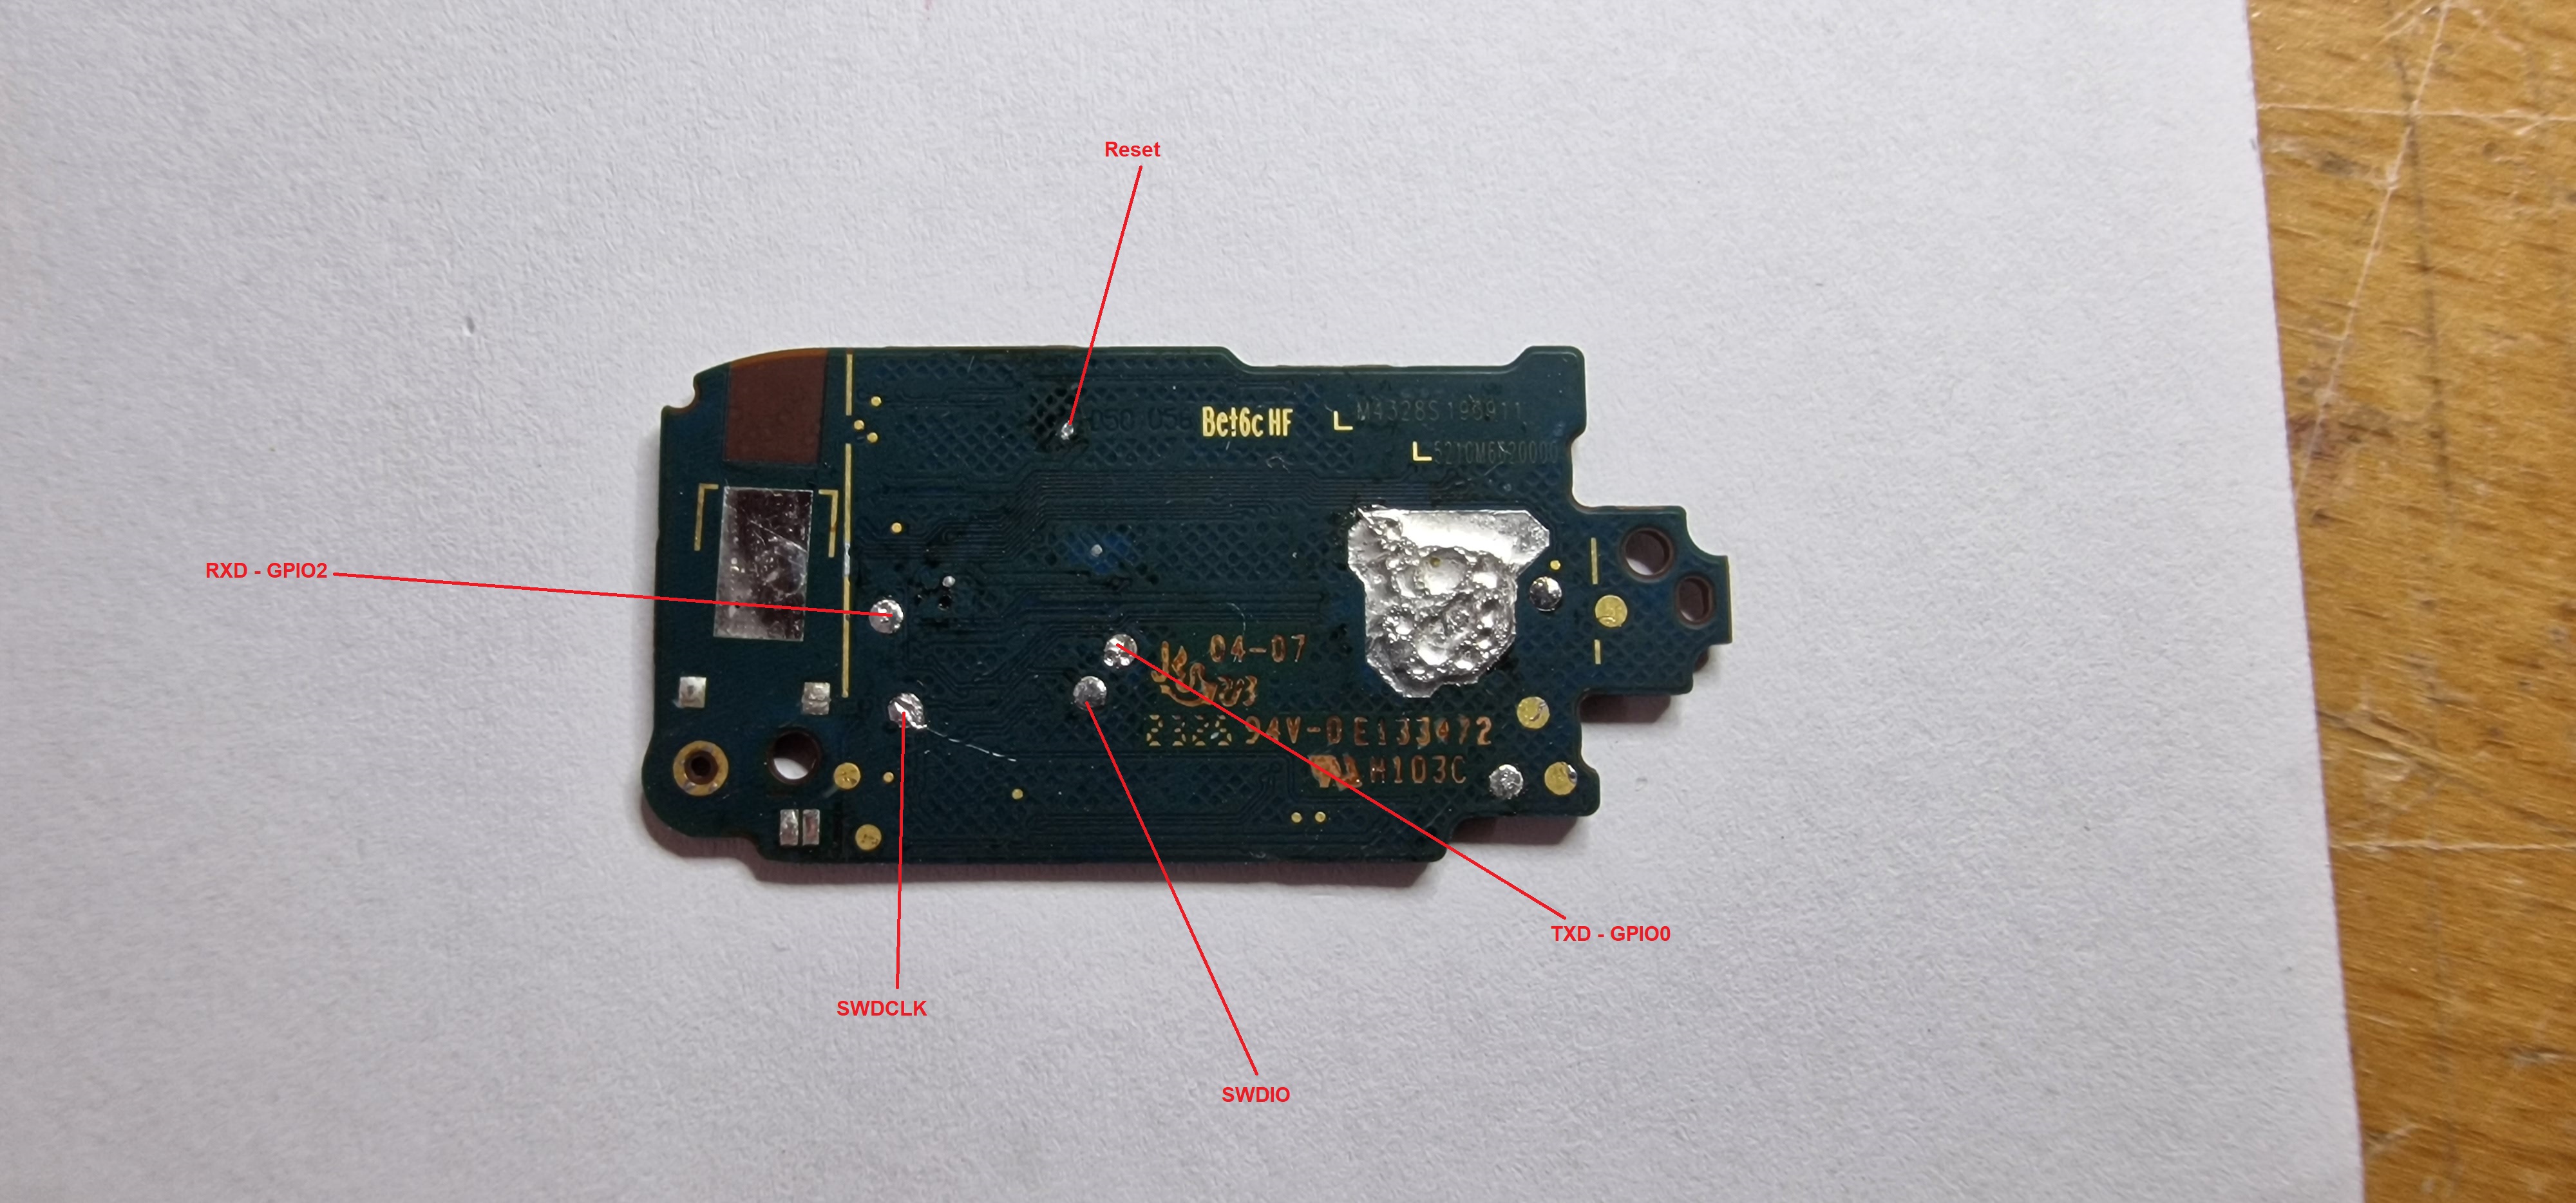 Reset
Bet6c HF
M4328S 190911
RXD - GPIO2
04-07
94V-0 E133472
H103C
TXD - GPIO0
SWDCLK
SWDIO